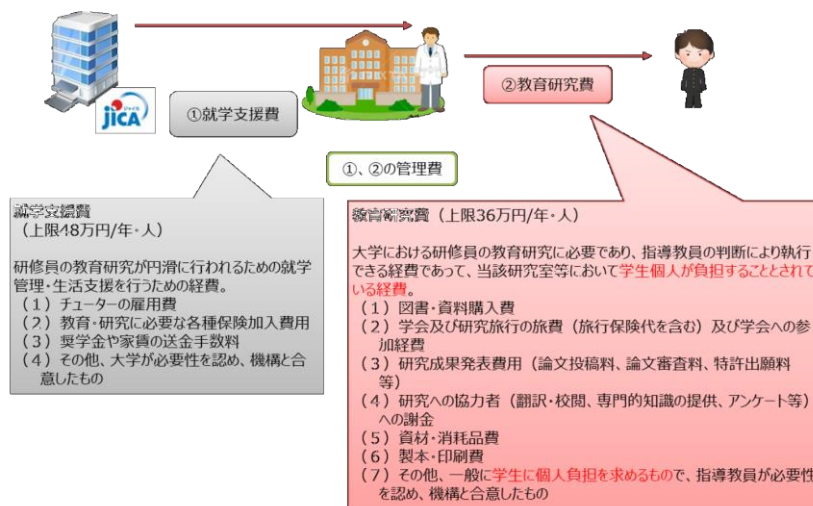 ジャイカ
JICA
①就学支援費
②教育研究費
①、②の管理費
就学支援費
（上限48万円/年・人）
研修員の教育研究が円滑に行われるための就学
管理・生活支援を行うための経費。
（1）チューターの雇用費
（2）教育・研究に必要な各種保険加入費用
（3）奨学金や家賃の送金手数料
（4）その他、大学が必要性を認め、機構と合
意したもの
教育研究費（上限36万円/年・人）
大学における研修員の教育研究に必要であり、指導教員の判断により執行
できる経費であって、当該研究室等において学生個人が負担することとされて
いる経費。
（1）図書・資料購入費
（2）学会及び研究旅行の旅費（旅行保険代を含む）及び学会への参
加経費
（3）研究成果発表費用（論文投稿料、論文審査料、特許出願料
等）
（4）研究への協力者（翻訳・校閲、専門的知識の提供、アンケート等）
への謝金
（5）資材・消耗品費
（6）製本・印刷費
（7）その他、一般に学生に個人負担を求めるもので、指導教員が必要性
を認め、機構と合意したもの